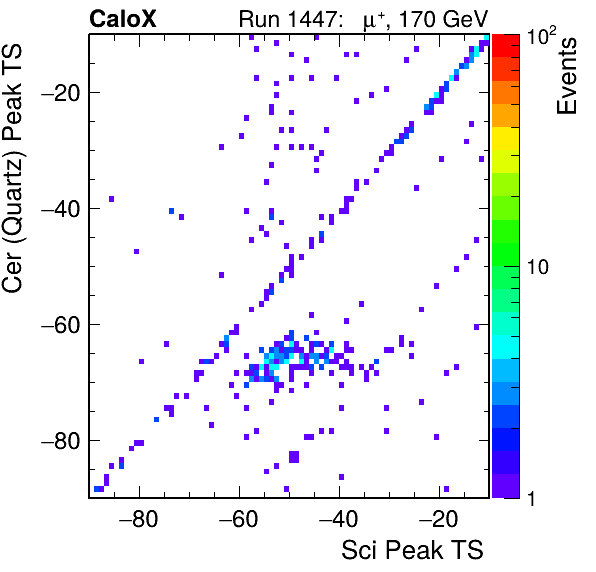 CaloX Run 1447: μ⁺, 170 GeV
Cer (Quartz) Peak TS
−20
−40
−60
−80
−80 −60 −40 −20
Sci Peak TS
10²
10
1
Events